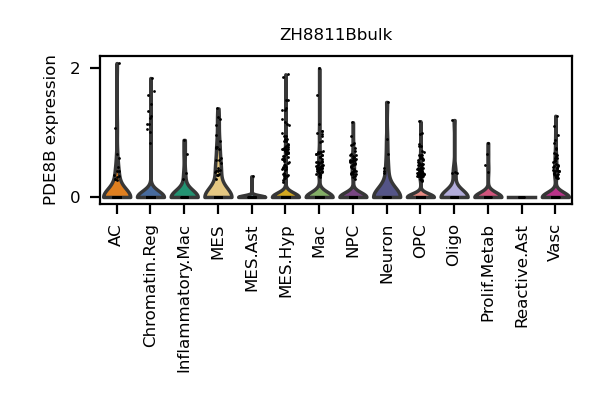 ZH8811Bbulk
PDE8B expression
2
0
AC
Chromatin.Reg
Inflammatory.Mac
MES
MES.Ast
MES.Hyp
Mac
NPC
Neuron
OPC
Oligo
Prolif.Metab
Reactive.Ast
Vasc